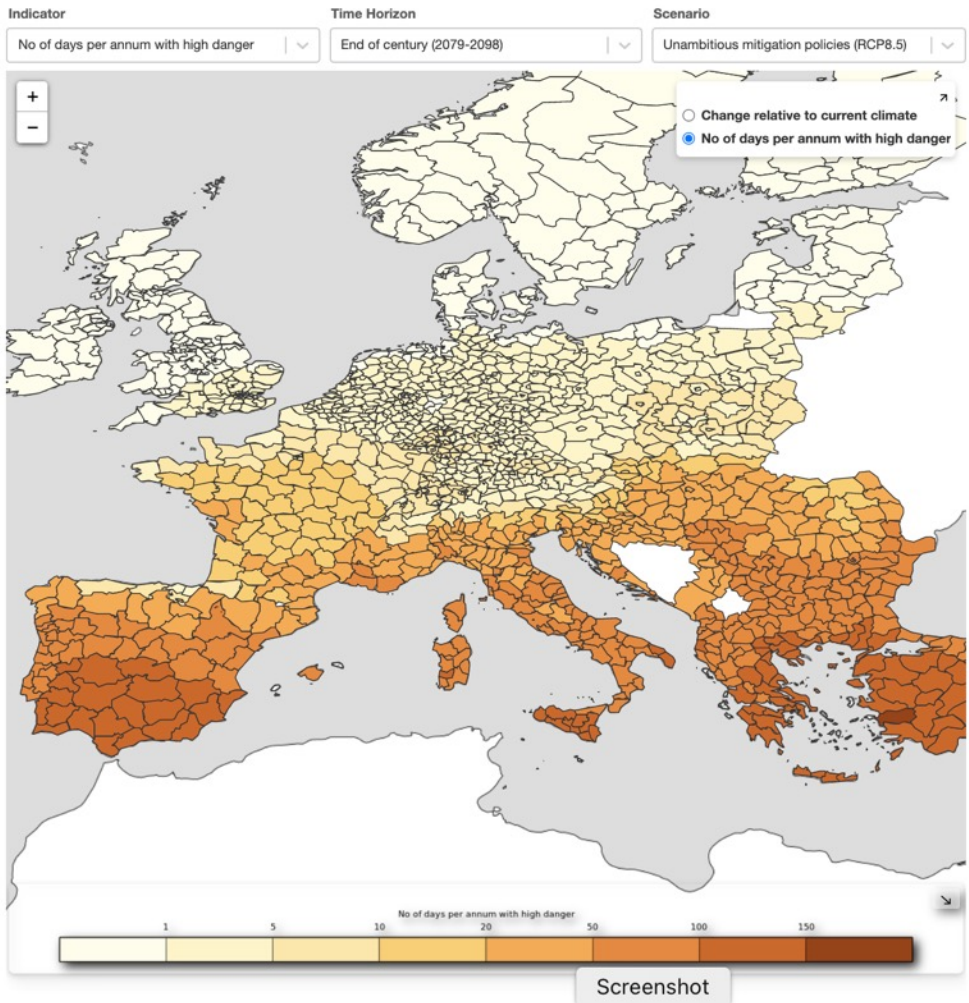 Indicator Time Horizon Scenario
No of days per annum with high danger End of century (2079-2098) Unambitious mitigation policies (RCP8.5)
+
−
Change relative to current climate
No of days per annum with high danger
No of days per annum with high danger
1 5 10 20 50 100 150
Screenshot